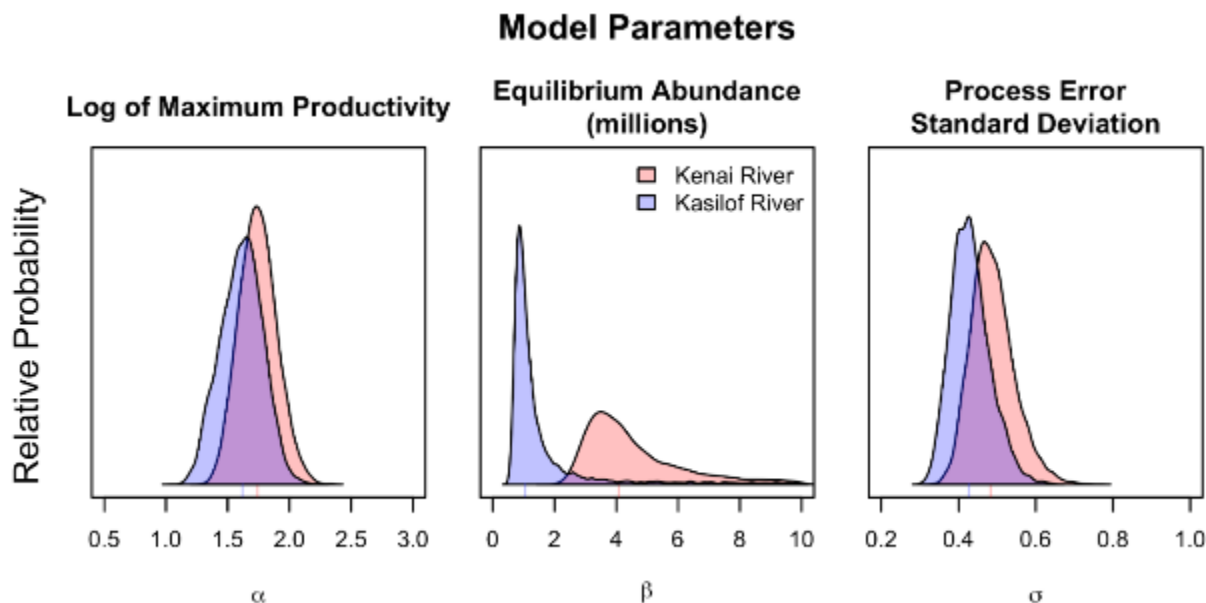 Model Parameters
Log of Maximum Productivity
Equilibrium Abundance
(millions)
Process Error
Standard Deviation
Relative Probability
Kenai River
Kasilof River
0.5 1.0 1.5 2.0 2.5 3.0
0 2 4 6 8 10
0.2 0.4 0.6 0.8 1.0
α
β
σ